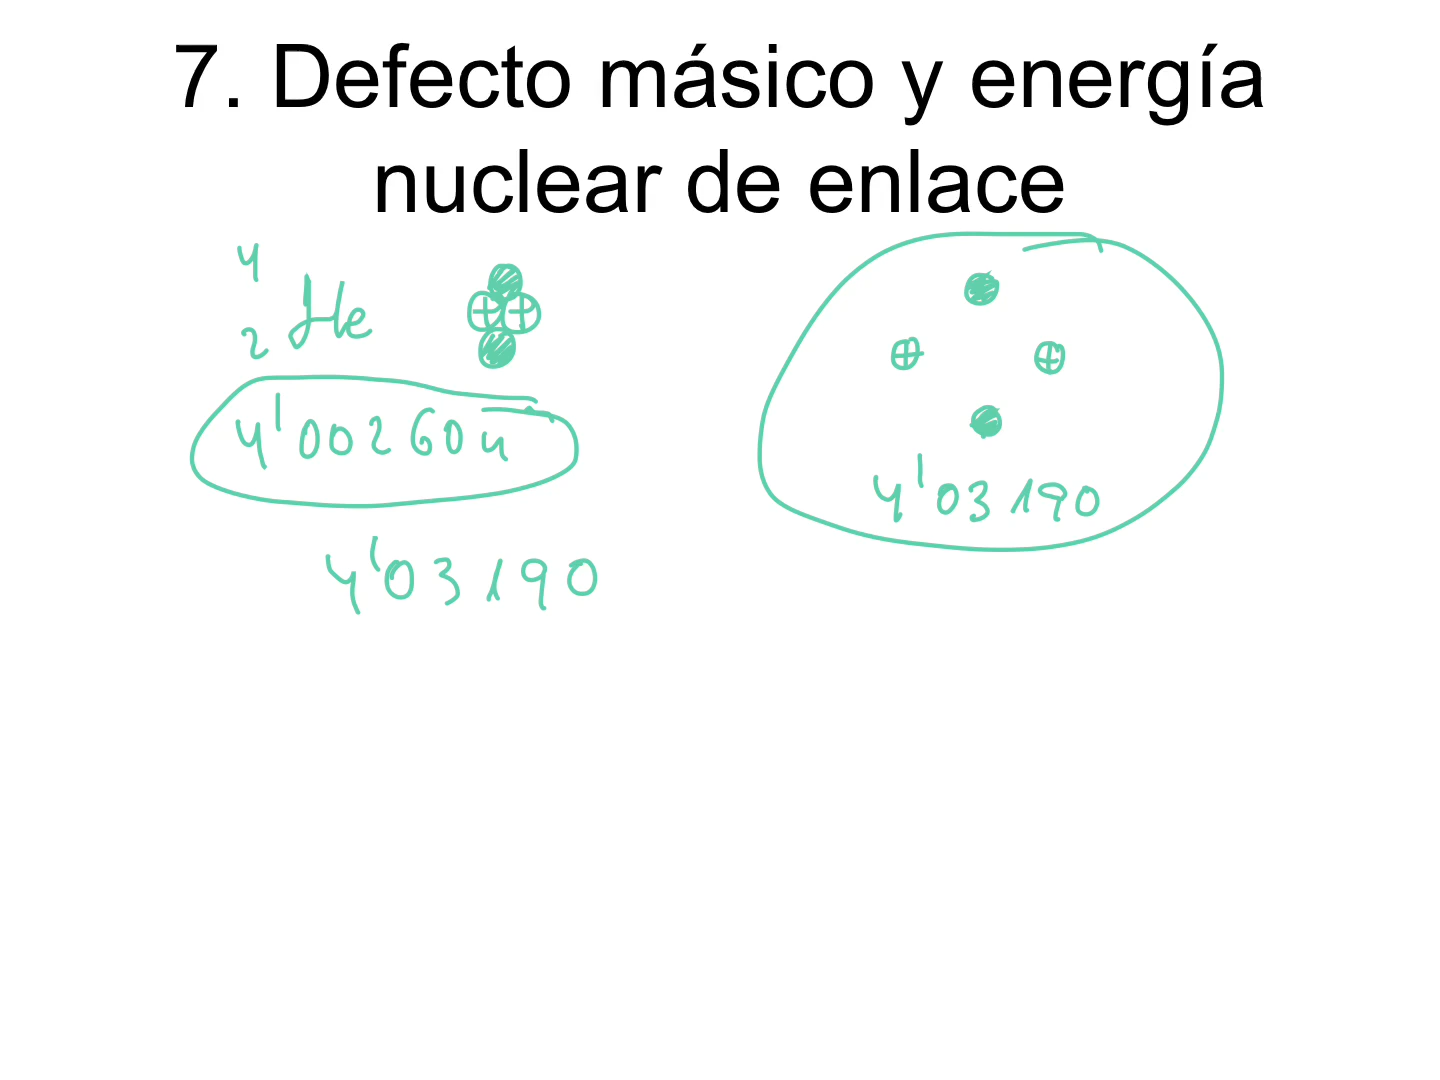 7. Defecto másico y energía
nuclear de enlace
4
2 He
4'002604
4'03190
4'03190